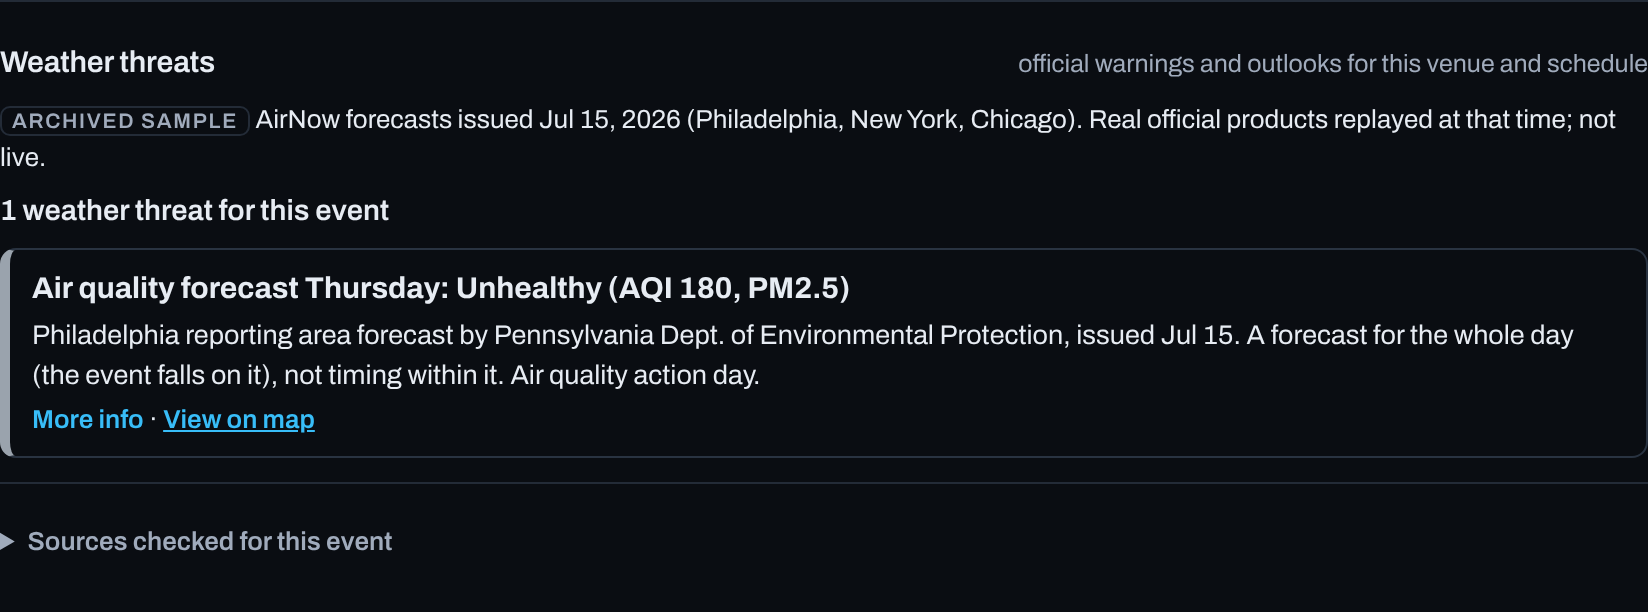 Weather threats
official warnings and outlooks for this venue and schedule
ARCHIVED SAMPLE AirNow forecasts issued Jul 15, 2026 (Philadelphia, New York, Chicago). Real official products replayed at that time; not
live.
1 weather threat for this event
Air quality forecast Thursday: Unhealthy (AQI 180, PM2.5)
Philadelphia reporting area forecast by Pennsylvania Dept. of Environmental Protection, issued Jul 15. A forecast for the whole day
(the event falls on it), not timing within it. Air quality action day.
More info · View on map
Sources checked for this event